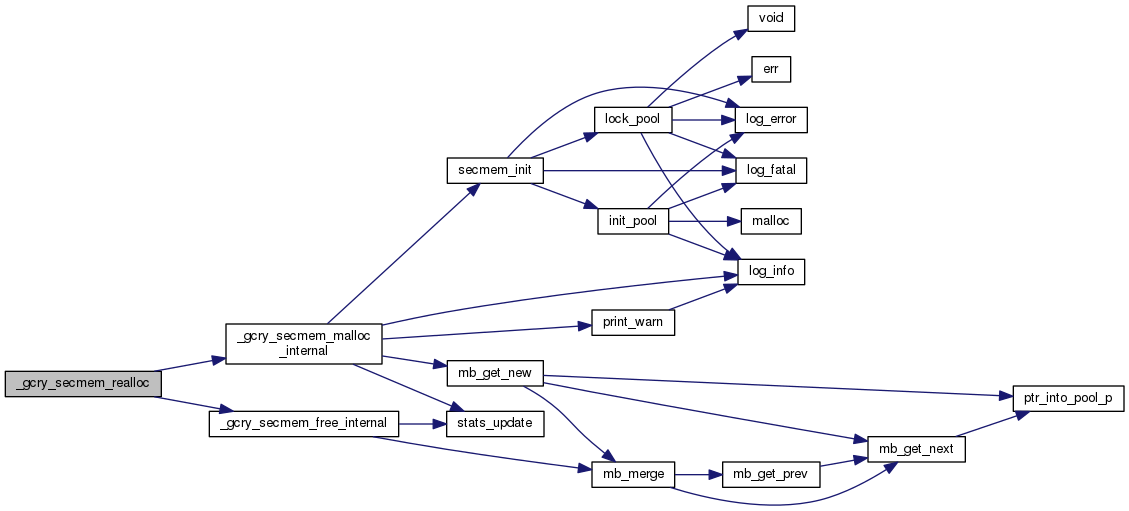 void
err
lock_pool
log_error
secmem_init
log_fatal
init_pool
malloc
log_info
print_warn
_gcry_secmem_malloc
_internal
_gcry_secmem_realloc
mb_get_new
ptr_into_pool_p
_gcry_secmem_free_internal
stats_update
mb_get_next
mb_merge
mb_get_prev